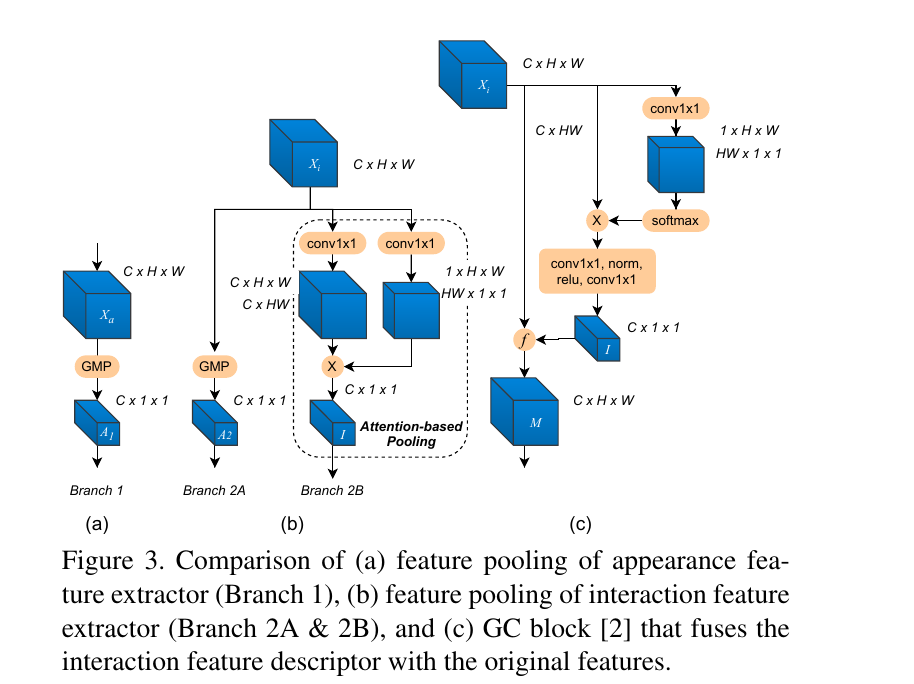 X_i
C x H x W
conv1x1
C x HW
1 x H x W
HW x 1 x 1
softmax
X
conv1x1, norm,
relu, conv1x1
C x 1 x 1
I
f
M
C x H x W
X_i
C x H x W
conv1x1
conv1x1
C x H x W
C x HW
1 x H x W
HW x 1 x 1
X
C x 1 x 1
I
Attention-based
Pooling
C x H x W
X_a
GMP
C x 1 x 1
A_1
GMP
C x 1 x 1
A2
Branch 1
Branch 2A
Branch 2B
(a)
(b)
(c)
Figure 3. Comparison of (a) feature pooling of appearance fea-
ture extractor (Branch 1), (b) feature pooling of interaction feature
extractor (Branch 2A & 2B), and (c) GC block [2] that fuses the
interaction feature descriptor with the original features.